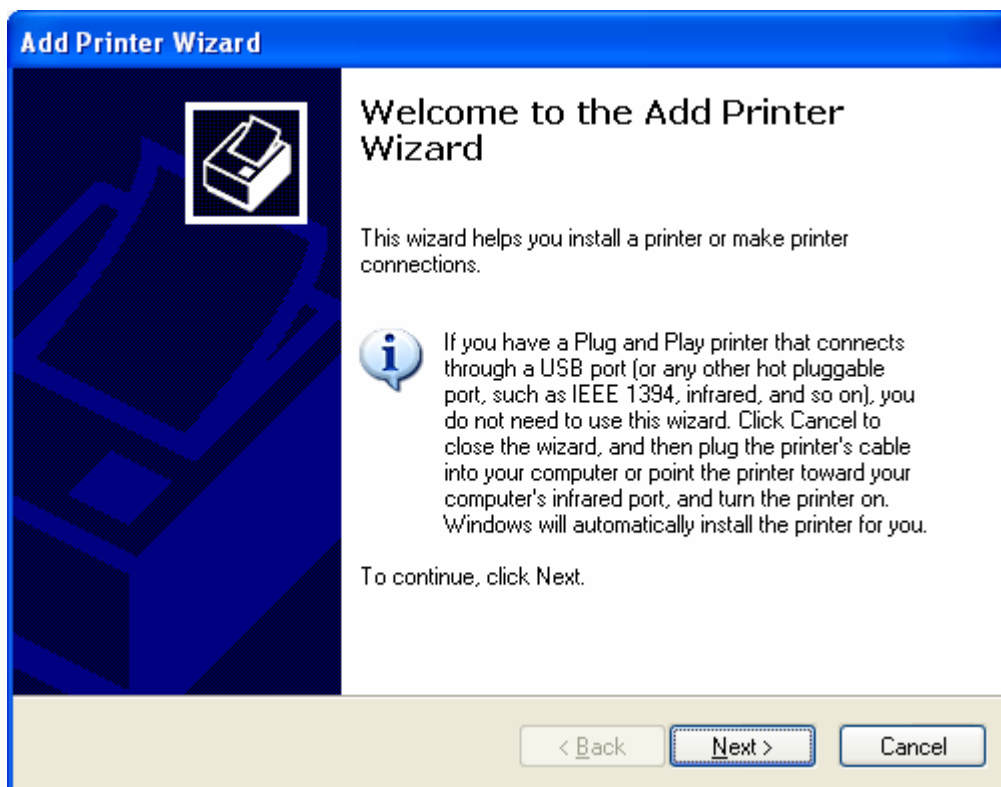 Add Printer Wizard
Welcome to the Add Printer
Wizard
This wizard helps you install a printer or make printer
connections.
If you have a Plug and Play printer that connects
through a USB port (or any other hot pluggable
port, such as IEEE 1394, infrared, and so on), you
do not need to use this wizard. Click Cancel to
close the wizard, and then plug the printer's cable
into your computer or point the printer toward your
computer's infrared port, and turn the printer on.
Windows will automatically install the printer for you.
To continue, click Next.
< Back Next > Cancel